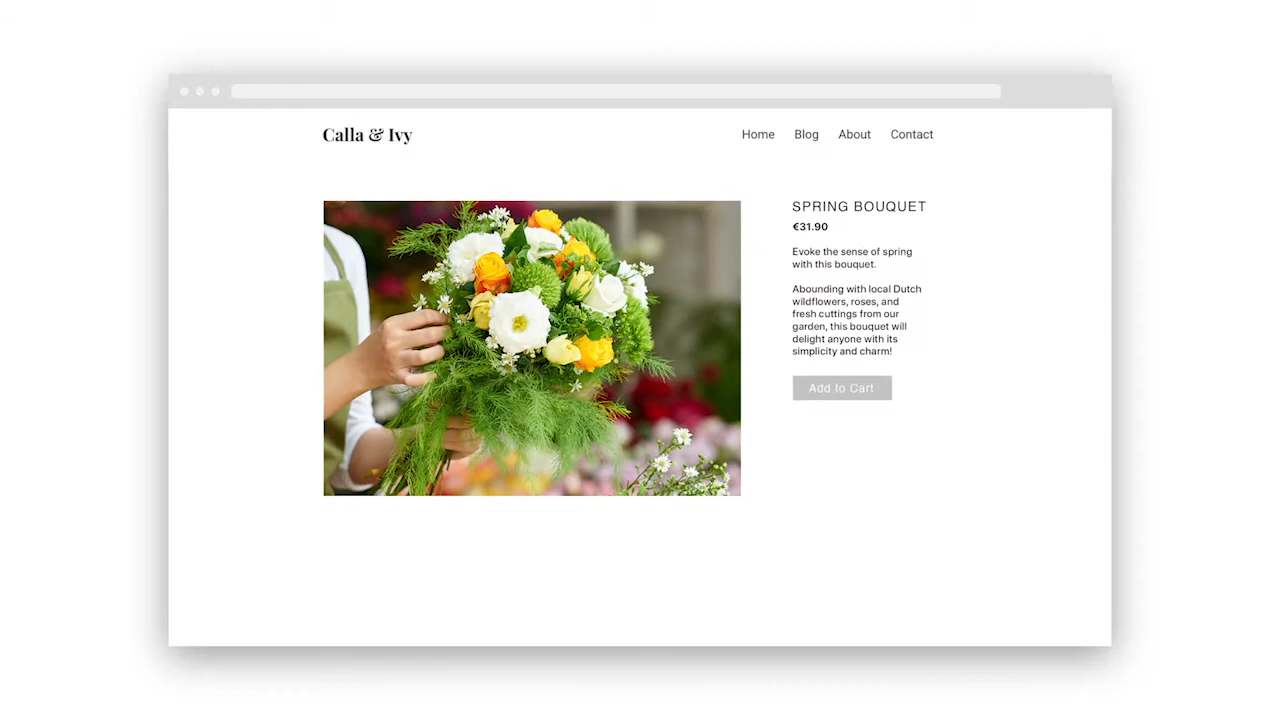 Calla & Ivy
Home Blog About Contact
SPRING BOUQUET
€31.90
Evoke the sense of spring
with this bouquet.
Abounding with local Dutch
wildflowers, roses, and
fresh cuttings from our
garden, this bouquet will
delight anyone with its
simplicity and charm!
Add to Cart